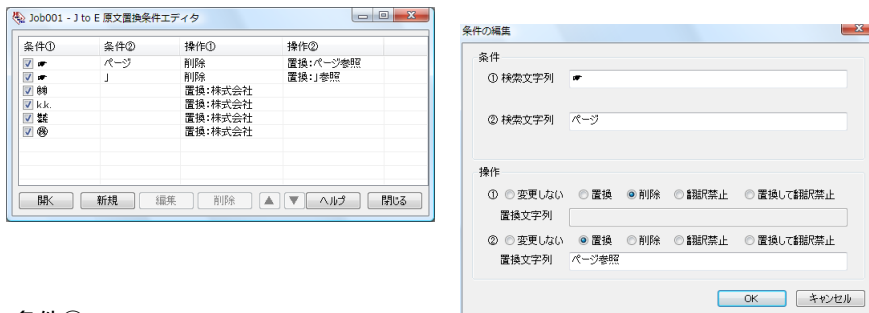 Job001 - J to E 原文置換条件エディタ
条件① 条件② 操作① 操作②
☛ ページ 削除 置換:ページ参照
☛ 」 削除 置換:」参照
㈱ 置換:株式会社
k.k. 置換:株式会社
置換:株式会社
置換:株式会社
開く 新規 編集 削除 ▲ ▼ ヘルプ 閉じる
条件の編集
条件
① 検索文字列 ☛
② 検索文字列 ページ
操作
① 変更しない 置換 削除 翻訳禁止 置換して翻訳禁止
置換文字列
② 変更しない 置換 削除 翻訳禁止 置換して翻訳禁止
置換文字列 ページ参照
OK キャンセル